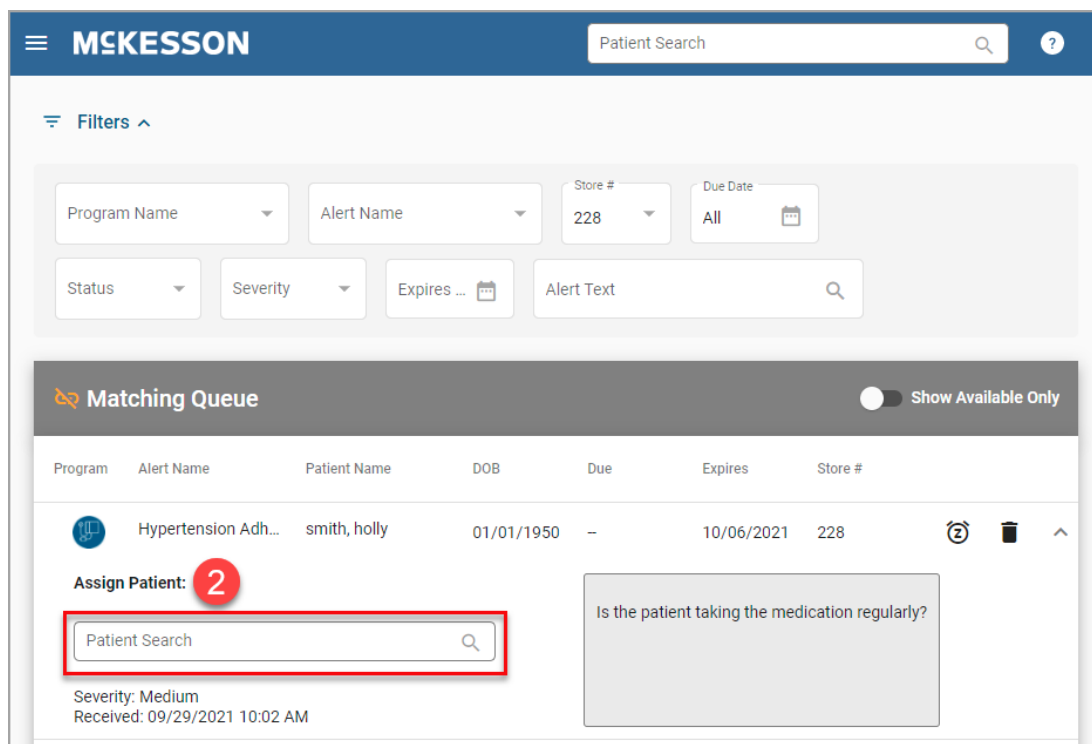 MCKESSON
Patient Search
?
Filters
Program Name
Alert Name
Store #
228
Due Date
All
Status
Severity
Expires ...
Alert Text
Matching Queue
Show Available Only
Program Alert Name Patient Name DOB Due Expires Store #
Hypertension Adh... smith, holly 01/01/1950 -- 10/06/2021 228 Z
Assign Patient: 2
Patient Search
Is the patient taking the medication regularly?
Severity: Medium
Received: 09/29/2021 10:02 AM